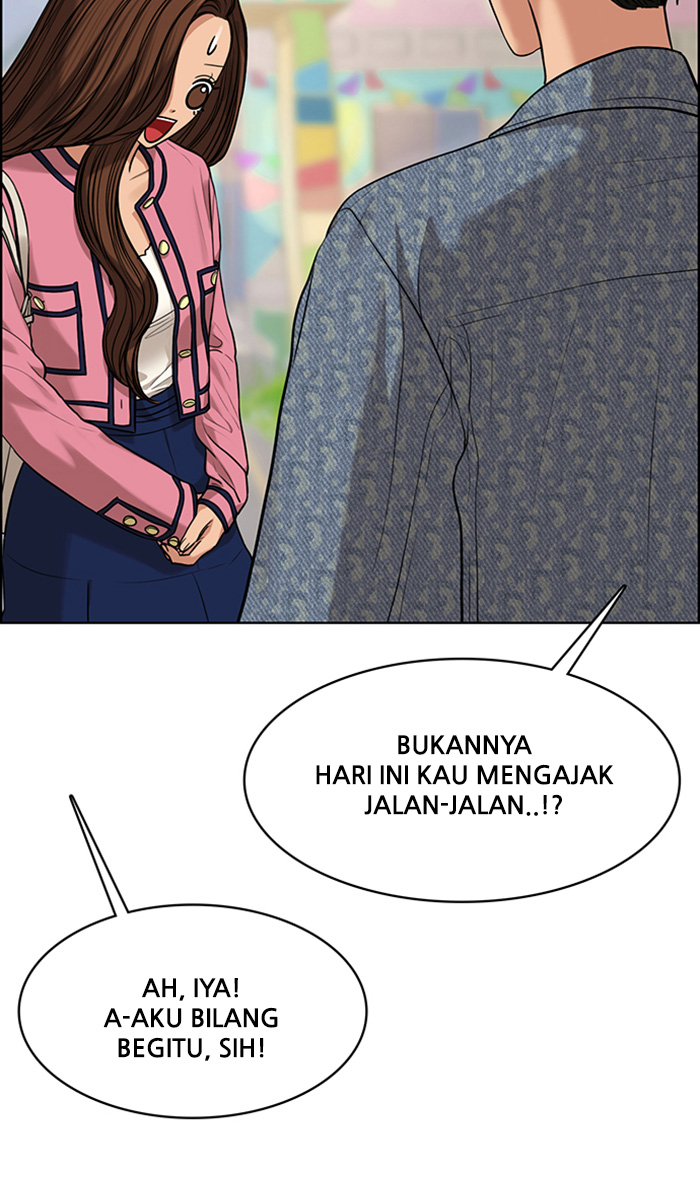 BUKANNYA
HARI INI KAU MENGAJAK
JALAN-JALAN..!?
AH, IYA!
A-AKU BILANG
BEGITU, SIH!